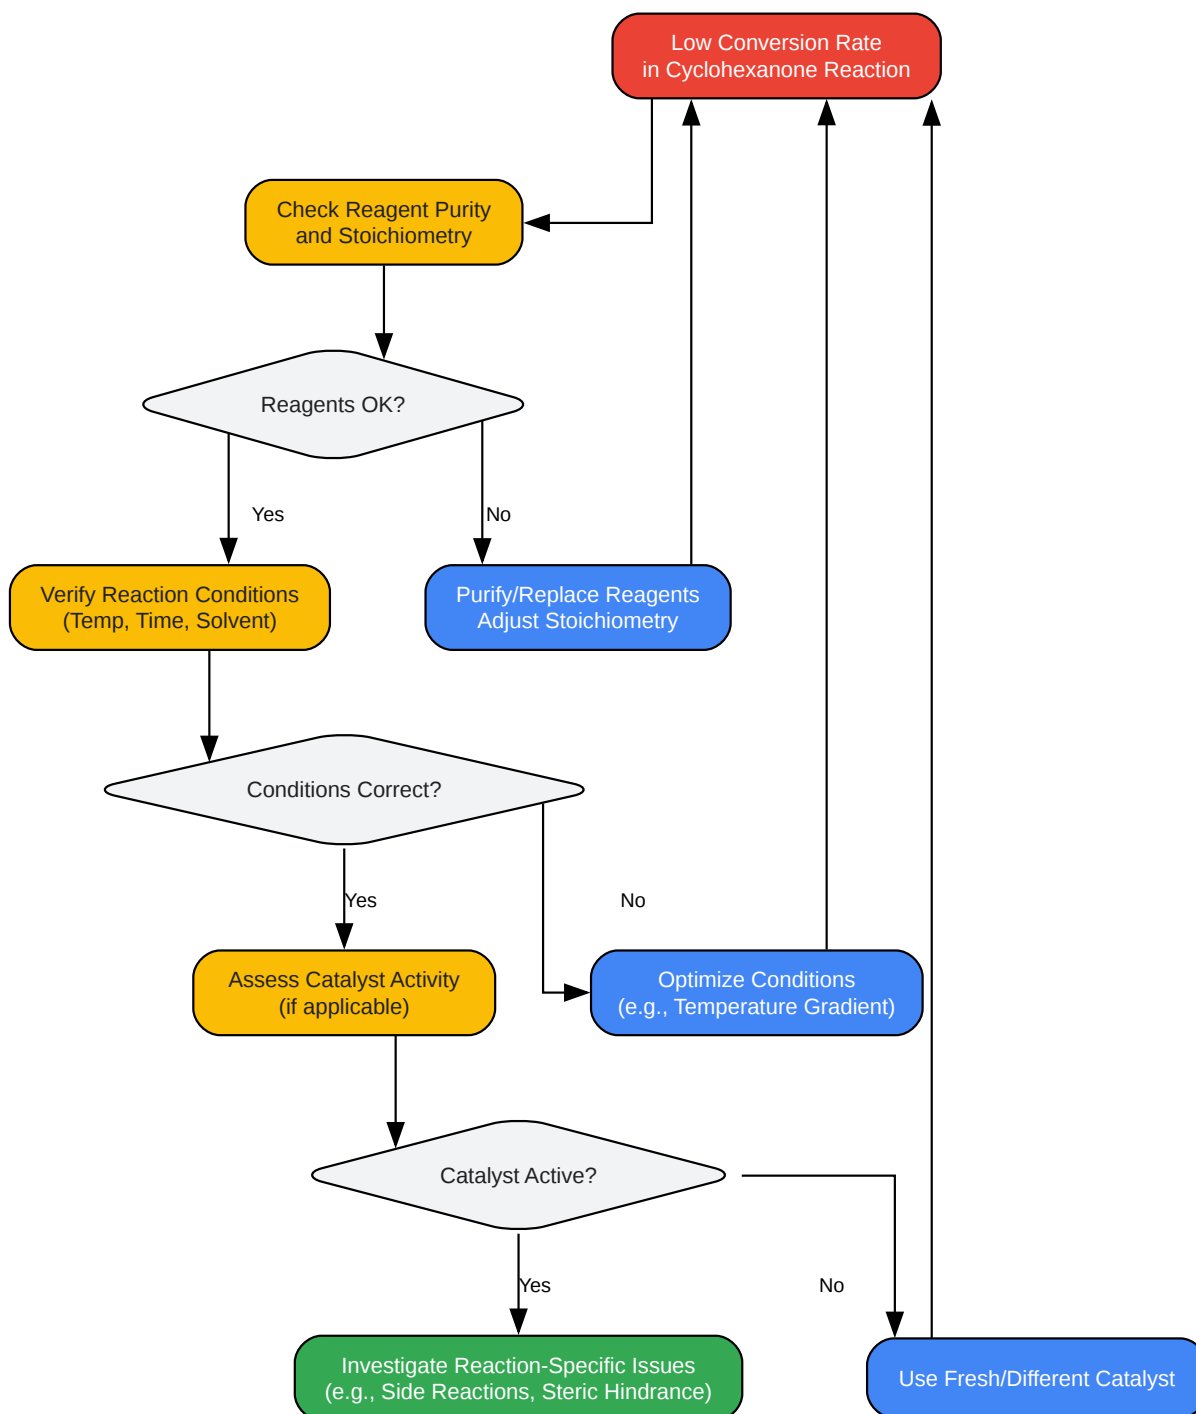 Low Conversion Rate
in Cyclohexanone Reaction
Check Reagent Purity
and Stoichiometry
Reagents OK?
Yes
No
Verify Reaction Conditions
(Temp, Time, Solvent)
Purify/Replace Reagents
Adjust Stoichiometry
Conditions Correct?
Yes
No
Assess Catalyst Activity
(if applicable)
Optimize Conditions
(e.g., Temperature Gradient)
Catalyst Active?
Yes
No
Investigate Reaction-Specific Issues
(e.g., Side Reactions, Steric Hindrance)
Use Fresh/Different Catalyst